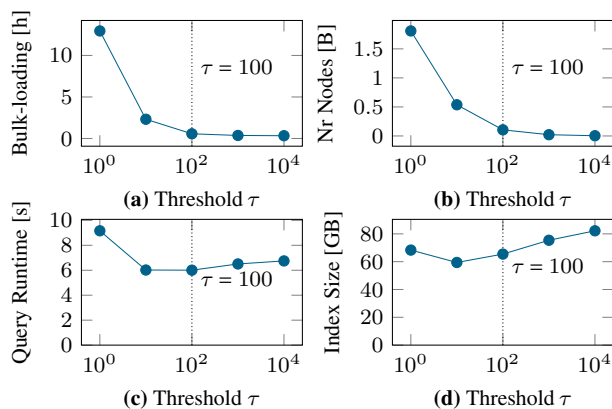 Bulk-loading [h]
10
5
0
τ = 100
10^0 10^2 10^4
(a) Threshold τ
Nr Nodes [B]
1.5
1
0.5
0
τ = 100
10^0 10^2 10^4
(b) Threshold τ
Query Runtime [s]
10
8
6
4
2
0
τ = 100
10^0 10^2 10^4
(c) Threshold τ
Index Size [GB]
80
60
40
20
0
τ = 100
10^0 10^2 10^4
(d) Threshold τ